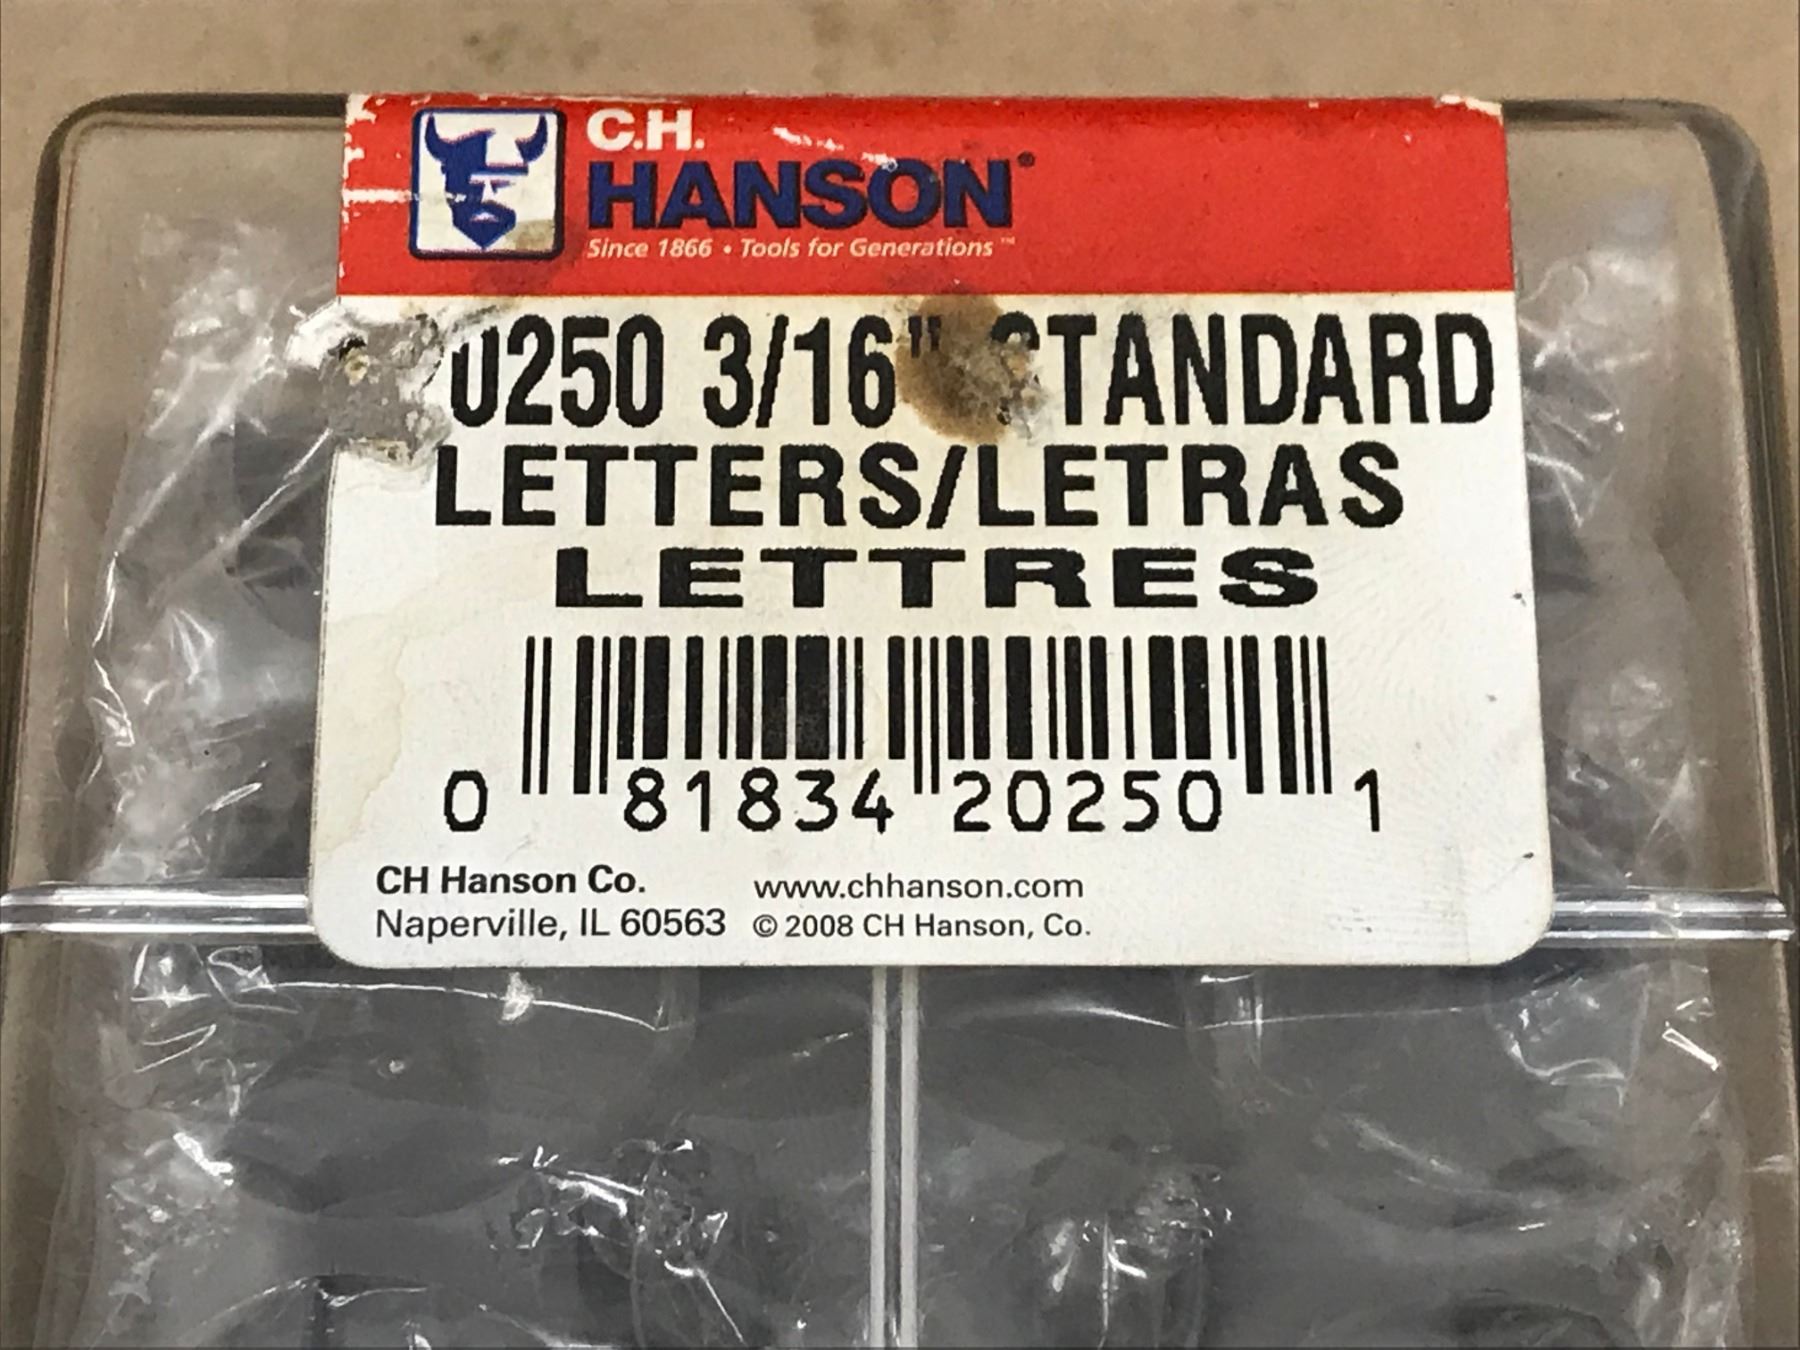 C.H.
HANSON®
Since 1866 • Tools for Generations™
0250 3/16" STANDARD
LETTERS/LETRAS
LETTRES
0 81834 20250 1
CH Hanson Co.
Naperville, IL 60563
www.chhanson.com
© 2008 CH Hanson, Co.